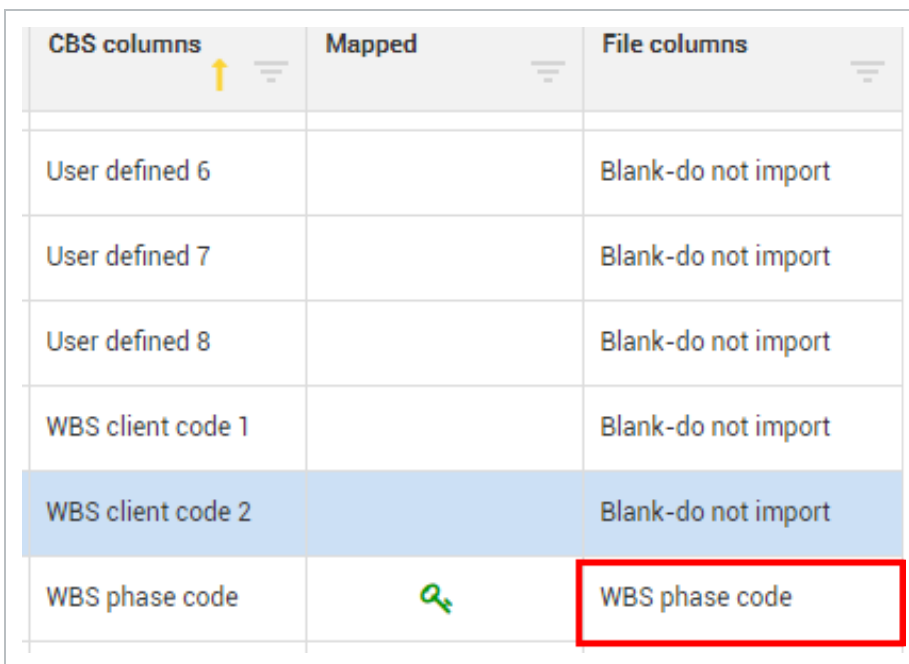 CBS columns Mapped File columns
User defined 6 Blank-do not import
User defined 7 Blank-do not import
User defined 8 Blank-do not import
WBS client code 1 Blank-do not import
WBS client code 2 Blank-do not import
WBS phase code WBS phase code